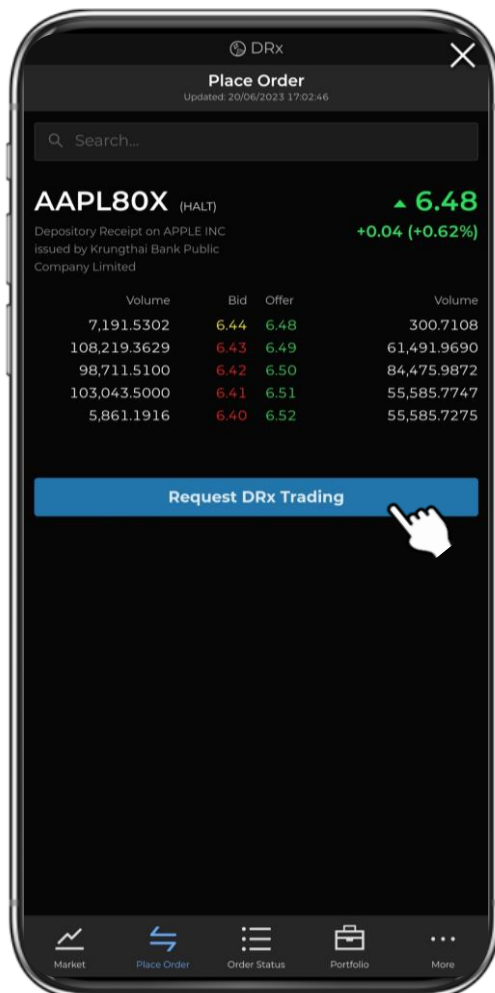 DRx
Place Order
Updated: 20/06/2023 17:02:46
Search...
AAPL80X (HALT) 6.48
Depository Receipt on APPLE INC +0.04 (+0.62%)
issued by Krungthai Bank Public
Company Limited
Volume Bid Offer Volume
7,191.5302 6.44 6.48 300.7108
108,219.3629 6.43 6.49 61,491.9690
98,711.5100 6.42 6.50 84,475.9872
103,043.5000 6.41 6.51 55,585.7747
5,861.1916 6.40 6.52 55,585.7275
Request DRx Trading
Market Place Order Order Status Portfolio More